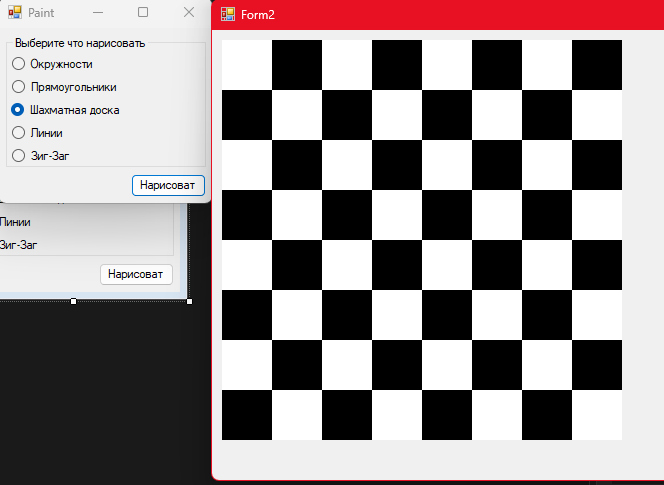 Paint
Form2
Выберите что нарисовать
Окружности
Прямоугольники
Шахматная доска
Линии
Зиг-Заг
Нарисоват
Линии
Зиг-Заг
Нарисоват